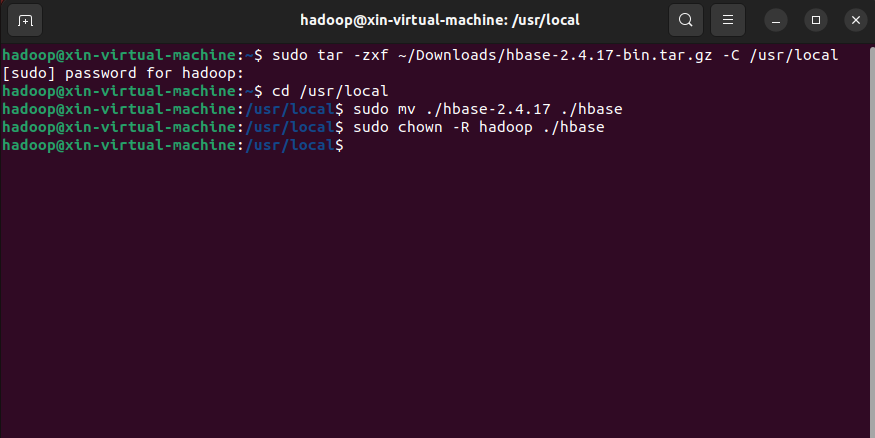 hadoop@xin-virtual-machine: /usr/local
hadoop@xin-virtual-machine:~$ sudo tar -zxf ~/Downloads/hbase-2.4.17-bin.tar.gz -C /usr/local
[sudo] password for hadoop:
hadoop@xin-virtual-machine:~$ cd /usr/local
hadoop@xin-virtual-machine:/usr/local$ sudo mv ./hbase-2.4.17 ./hbase
hadoop@xin-virtual-machine:/usr/local$ sudo chown -R hadoop ./hbase
hadoop@xin-virtual-machine:/usr/local$